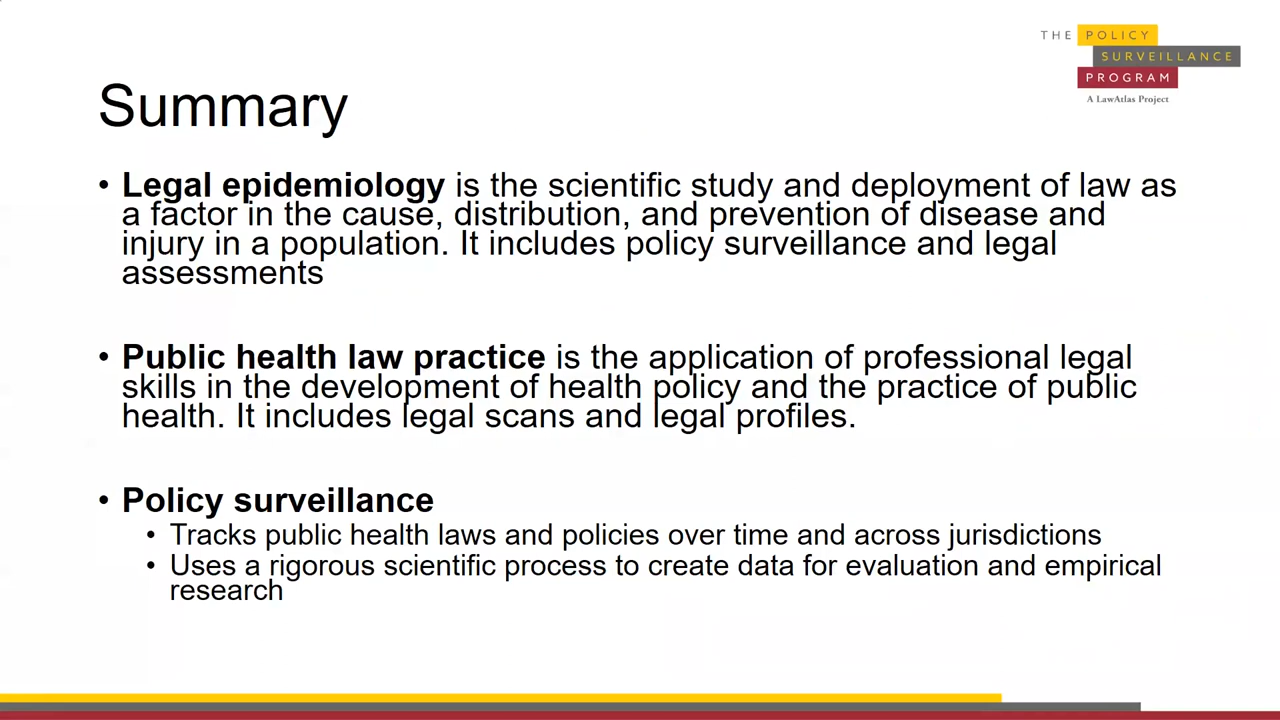 THE POLICY
SURVEILLANCE
PROGRAM
A LawAtlas Project
Summary
• Legal epidemiology is the scientific study and deployment of law as
a factor in the cause, distribution, and prevention of disease and
injury in a population. It includes policy surveillance and legal
assessments
• Public health law practice is the application of professional legal
skills in the development of health policy and the practice of public
health. It includes legal scans and legal profiles.
• Policy surveillance
• Tracks public health laws and policies over time and across jurisdictions
• Uses a rigorous scientific process to create data for evaluation and empirical
research